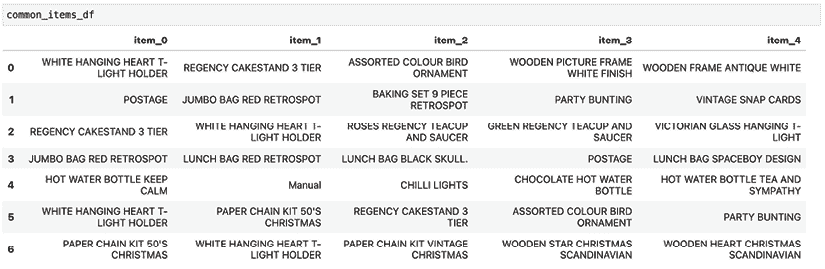 common_items_df
item_0 item_1 item_2 item_3 item_4
0 WHITE HANGING HEART T-LIGHT HOLDER REGENCY CAKESTAND 3 TIER ASSORTED COLOUR BIRD ORNAMENT WOODEN PICTURE FRAME WHITE FINISH WOODEN FRAME ANTIQUE WHITE
1 POSTAGE JUMBO BAG RED RETROSPOT BAKING SET 9 PIECE RETROSPOT PARTY BUNTING VINTAGE SNAP CARDS
2 REGENCY CAKESTAND 3 TIER WHITE HANGING HEART T-LIGHT HOLDER ROSES REGENCY TEACUP AND SAUCER GREEN REGENCY TEACUP AND SAUCER VICTORIAN GLASS HANGING T-LIGHT
3 JUMBO BAG RED RETROSPOT LUNCH BAG RED RETROSPOT LUNCH BAG BLACK SKULL. POSTAGE LUNCH BAG SPACEBOY DESIGN
4 HOT WATER BOTTLE KEEP CALM Manual CHILLI LIGHTS CHOCOLATE HOT WATER BOTTLE HOT WATER BOTTLE TEA AND SYMPATHY
5 WHITE HANGING HEART T-LIGHT HOLDER PAPER CHAIN KIT 50'S CHRISTMAS REGENCY CAKESTAND 3 TIER ASSORTED COLOUR BIRD ORNAMENT PARTY BUNTING
6 PAPER CHAIN KIT 50'S CHRISTMAS WHITE HANGING HEART T-LIGHT HOLDER PAPER CHAIN KIT VINTAGE CHRISTMAS WOODEN STAR CHRISTMAS SCANDINAVIAN WOODEN HEART CHRISTMAS SCANDINAVIAN